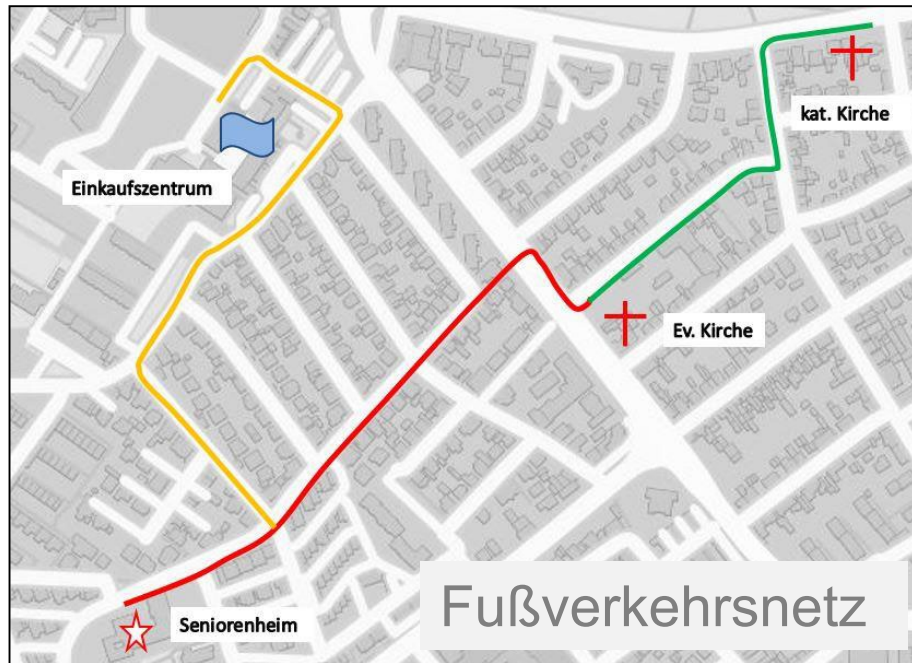 kat. Kirche
Einkaufszentrum
Ev. Kirche
Seniorenheim
Fußverkehrsnetz